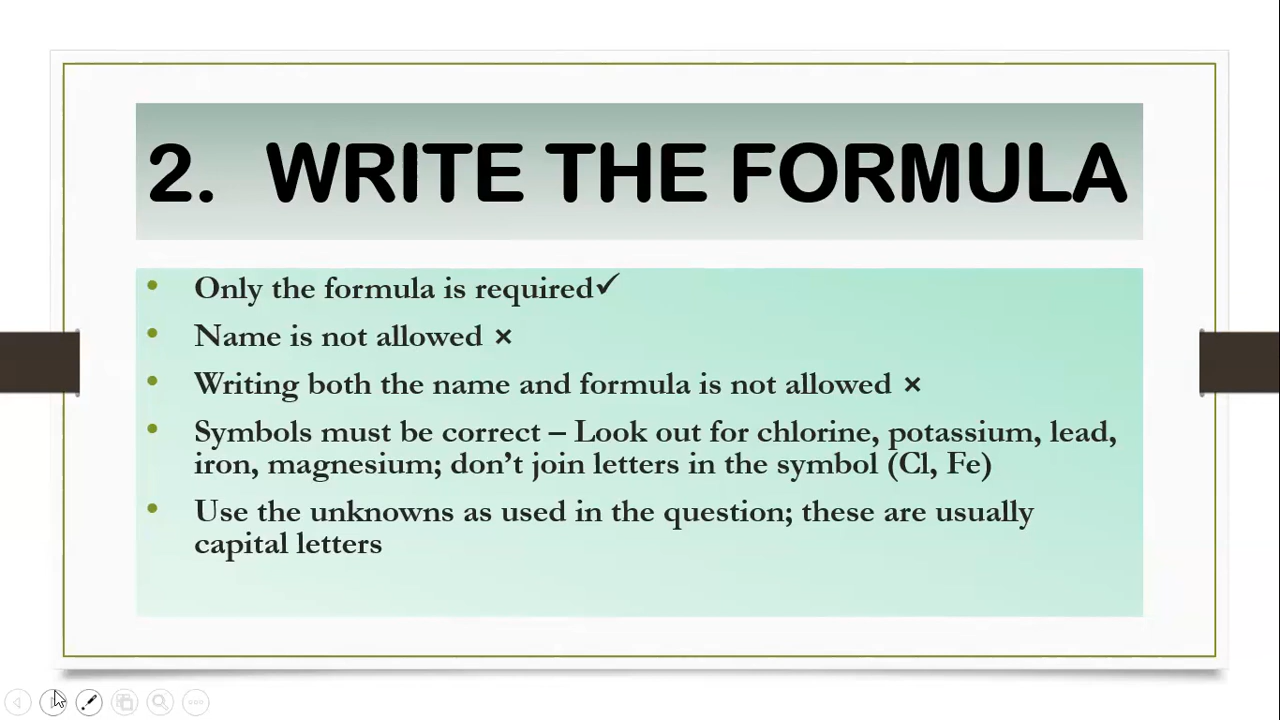 2. WRITE THE FORMULA
• Only the formula is required✓
• Name is not allowed ×
• Writing both the name and formula is not allowed ×
• Symbols must be correct – Look out for chlorine, potassium, lead,
iron, magnesium; don’t join letters in the symbol (Cl, Fe)
• Use the unknowns as used in the question; these are usually
capital letters